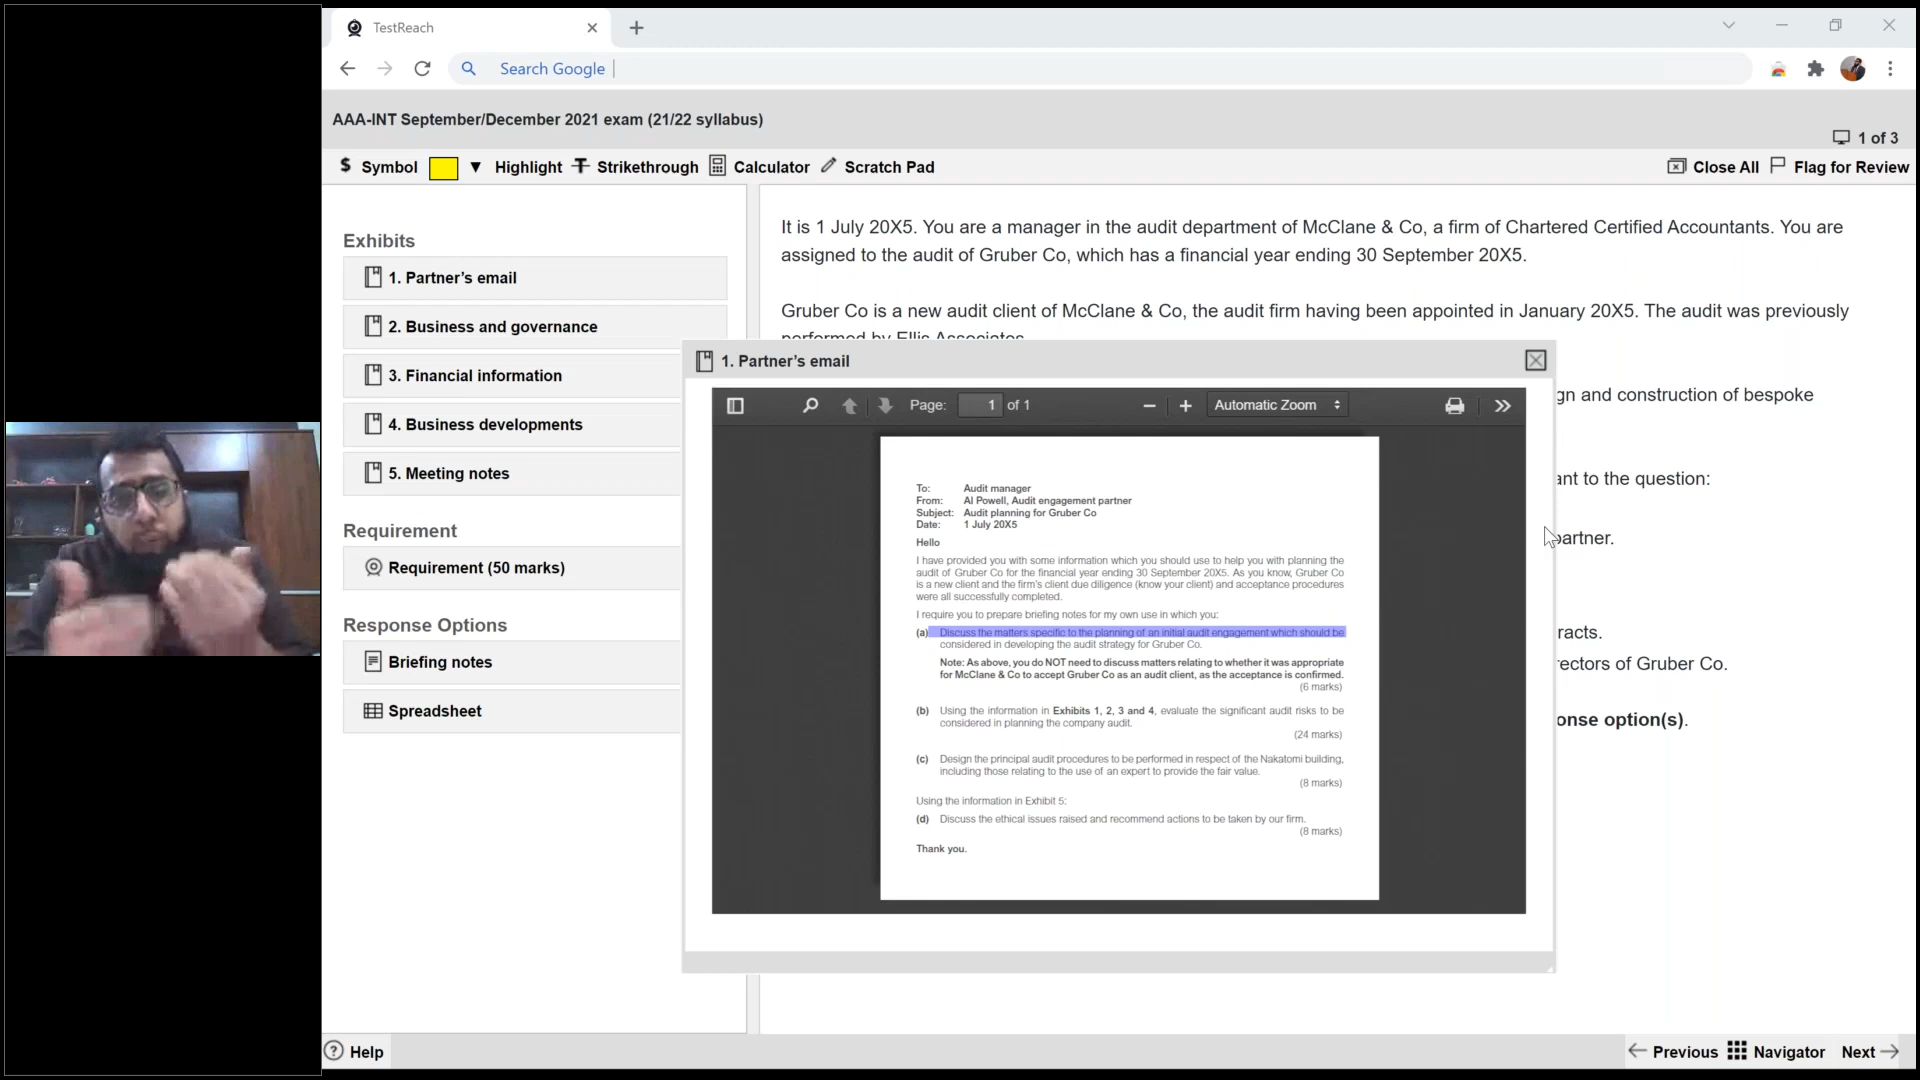 TestReach
Search Google
AAA-INT September/December 2021 exam (21/22 syllabus)
1 of 3
$ Symbol ▼ Highlight Strikethrough Calculator Scratch Pad Close All Flag for Review
Exhibits
1. Partner's email
2. Business and governance
3. Financial information
4. Business developments
5. Meeting notes
Requirement
Requirement (50 marks)
Response Options
Briefing notes
Spreadsheet
It is 1 July 20X5. You are a manager in the audit department of McClane & Co, a firm of Chartered Certified Accountants. You are
assigned to the audit of Gruber Co, which has a financial year ending 30 September 20X5.
Gruber Co is a new audit client of McClane & Co, the audit firm having been appointed in January 20X5. The audit was previously
performed by Ellis Associates
gn and construction of bespoke
ant to the question:
partner.
racts.
rectors of Gruber Co.
onse option(s).
1. Partner's email
Page: 1 of 1 Automatic Zoom
To: Audit manager
From: Al Powell, Audit engagement partner
Subject: Audit planning for Gruber Co
Date: 1 July 20X5
Hello
I have provided you with some information which you should use to help you with planning the
audit of Gruber Co for the financial year ending 30 September 20X5. As you know, Gruber Co
is a new client and the firm's client due diligence (know your client) and acceptance procedures
were all successfully completed.
I require you to prepare briefing notes for my own use in which you:
(a) Discuss the matters specific to the planning of an initial audit engagement which should be
considered in developing the audit strategy for Gruber Co.
Note: As above, you do NOT need to discuss matters relating to whether it was appropriate
for McClane & Co to accept Gruber Co as an audit client, as the acceptance is confirmed.
(6 marks)
(b) Using the information in Exhibits 1, 2, 3 and 4, evaluate the significant audit risks to be
considered in planning the company audit.
(24 marks)
(c) Design the principal audit procedures to be performed in respect of the Nakatomi building,
including those relating to the use of an expert to provide the fair value.
(8 marks)
Using the information in Exhibit 5:
(d) Discuss the ethical issues raised and recommend actions to be taken by our firm.
(8 marks)
Thank you.
Help
Previous Navigator Next